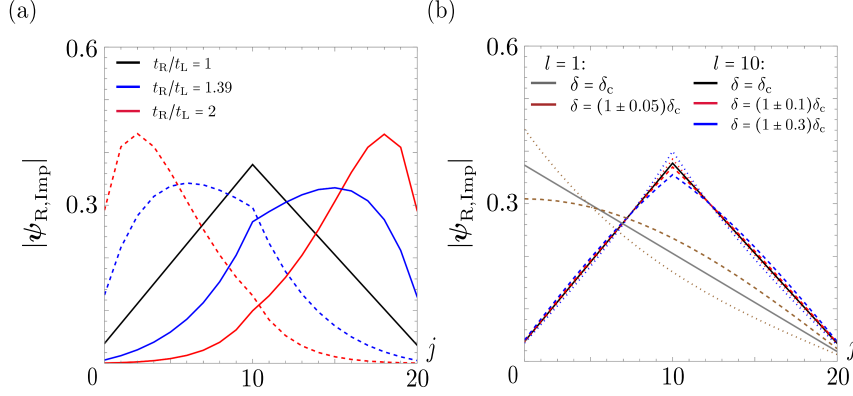 (a)
0.6
t_R/t_L = 1
t_R/t_L = 1.39
t_R/t_L = 2
0.3
|ψ_R,Imp|
0
10
20
j
(b)
0.6
l = 1:
δ = δ_c
δ = (1 ± 0.05)δ_c
l = 10:
δ = δ_c
δ = (1 ± 0.1)δ_c
δ = (1 ± 0.3)δ_c
0.3
|ψ_R,Imp|
0
10
20
j